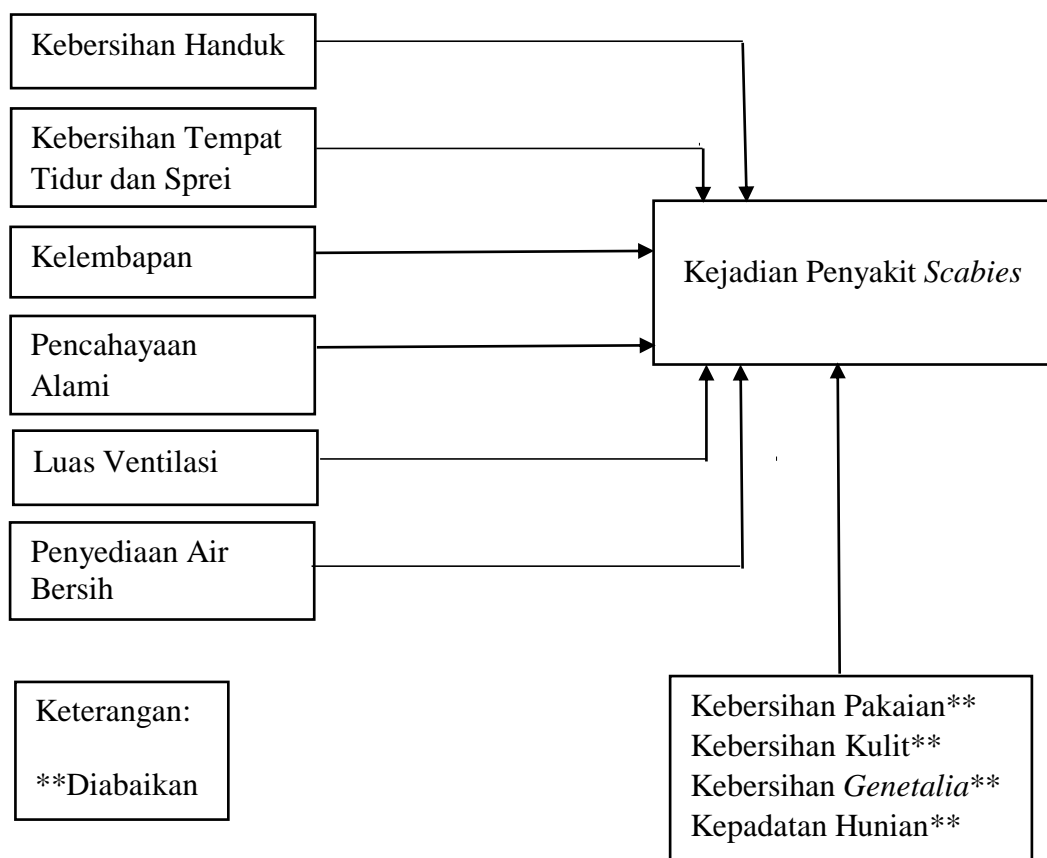 Kebersihan Handuk
Kebersihan Tempat
Tidur dan Sprei
Kelembapan
Kejadian Penyakit Scabies
Pencahayaan
Alami
Luas Ventilasi
Penyediaan Air
Bersih
Keterangan:
**Diabaikan
Kebersihan Pakaian**
Kebersihan Kulit**
Kebersihan Genetalia**
Kepadatan Hunian**